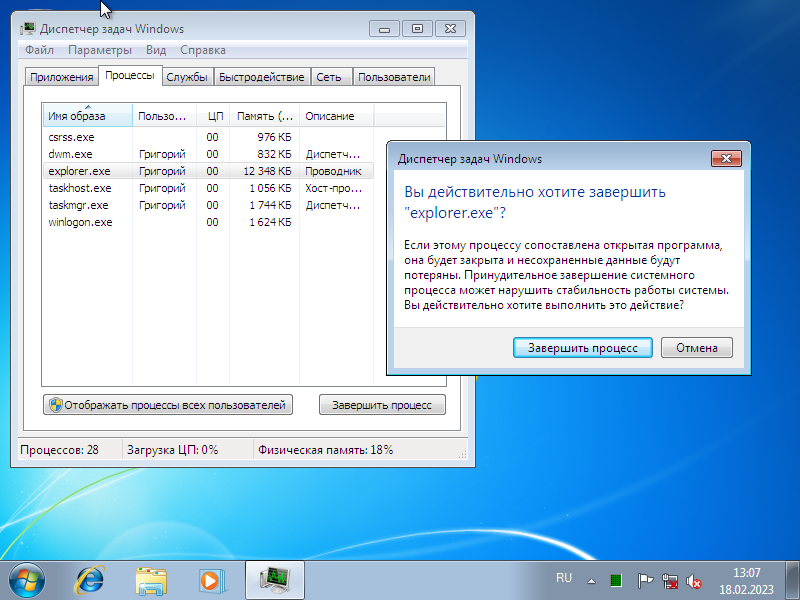 Диспетчер задач Windows
Файл Параметры Вид Справка
Приложения Процессы Службы Быстродействие Сеть Пользователи
Имя образа Пользо... ЦП Память (... Описание
csrss.exe 00 976 КБ
dwm.exe Григорий 00 832 КБ Диспетч...
explorer.exe Григорий 00 12 348 КБ Проводник
taskhost.exe Григорий 00 1 056 КБ Хост-про...
taskmgr.exe Григорий 00 1 744 КБ Диспетч...
winlogon.exe 00 1 624 КБ
Отображать процессы всех пользователей Завершить процесс
Процессов: 28 Загрузка ЦП: 0% Физическая память: 18%
Диспетчер задач Windows
Вы действительно хотите завершить
"explorer.exe"?
Если этому процессу сопоставлена открытая программа,
она будет закрыта и несохраненные данные будут
потеряны. Принудительное завершение системного
процесса может нарушить стабильность работы системы.
Вы действительно хотите выполнить это действие?
Завершить процесс Отмена
RU 13:07
18.02.2023